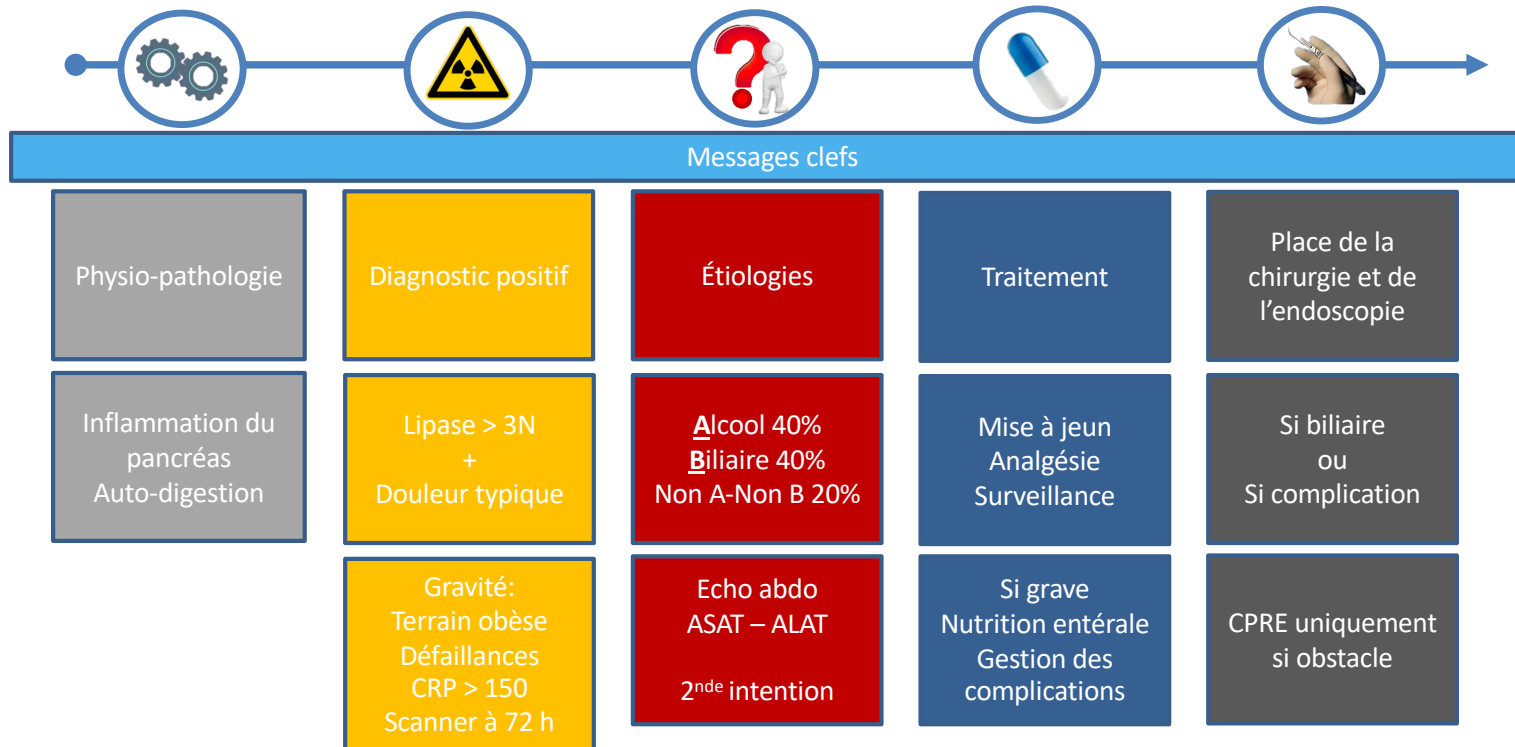 Messages clefs
Physio-pathologie
Inflammation du
pancréas
Auto-digestion
Diagnostic positif
Lipase > 3N
+
Douleur typique
Gravité:
Terrain obèse
Défaillances
CRP > 150
Scanner à 72 h
Étiologies
Alcool 40%
Biliaire 40%
Non A-Non B 20%
Echo abdo
ASAT – ALAT
2nde intention
Traitement
Mise à jeun
Analgésie
Surveillance
Si grave
Nutrition entérale
Gestion des
complications
Place de la
chirurgie et de
l’endoscopie
Si biliaire
ou
Si complication
CPRE uniquement
si obstacle